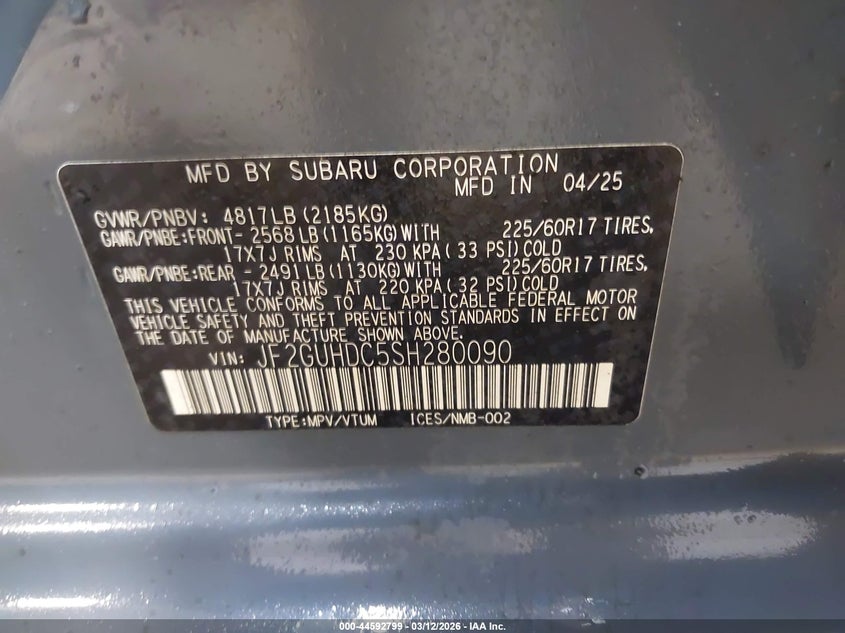 MFD BY SUBARU CORPORATION
MFD IN 04/25
GVWR/PNBV: 4817LB (2185KG)
GAWR/PNBE:FRONT- 2568 LB (1165KG) WITH 225/60R17 TIRES,
17X7J RIMS AT 230 KPA ( 33 PSI) COLD
GAWR/PNBE:REAR - 2491 LB (1130KG) WITH 225/60R17 TIRES,
17X7J RIMS AT 220 KPA ( 32 PSI) COLD
THIS VEHICLE CONFORMS TO ALL APPLICABLE FEDERAL MOTOR
VEHICLE SAFETY AND THEFT PREVENTION STANDARDS IN EFFECT ON
THE DATE OF MANUFACTURE SHOWN ABOVE.
VIN: JF2GUHDC5SH280090
TYPE:MPV/VTUM ICES/NMB-002
000-44592799 - 03/12/2026 - IAA Inc.